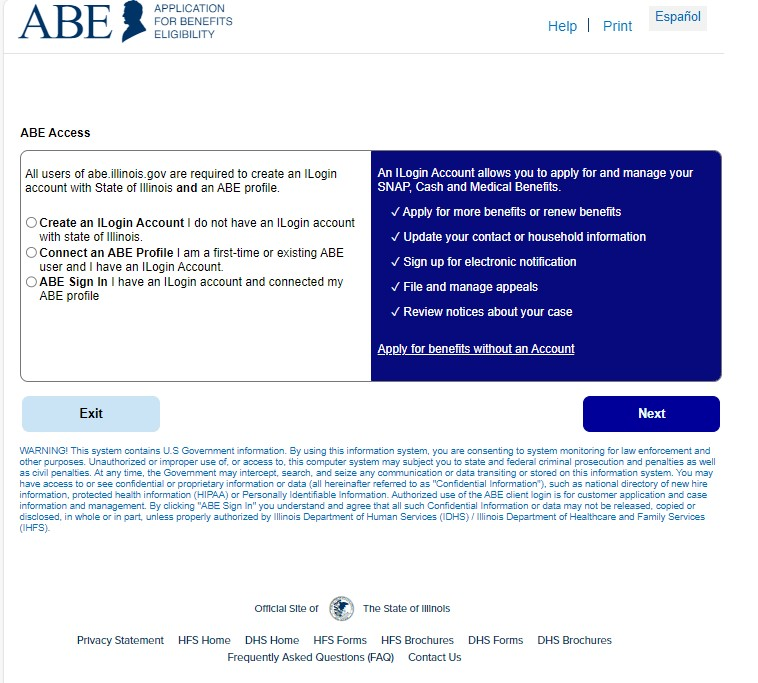 ABE
APPLICATION
FOR BENEFITS
ELIGIBILITY
Help | Print
Español
ABE Access
All users of abe.illinois.gov are required to create an ILogin
account with State of Illinois and an ABE profile.
Create an ILogin Account I do not have an ILogin account
with state of Illinois.
Connect an ABE Profile I am a first-time or existing ABE
user and I have an ILogin Account.
ABE Sign In I have an ILogin account and connected my
ABE profile
An ILogin Account allows you to apply for and manage your
SNAP, Cash and Medical Benefits.
✓ Apply for more benefits or renew benefits
✓ Update your contact or household information
✓ Sign up for electronic notification
✓ File and manage appeals
✓ Review notices about your case
Apply for benefits without an Account
Exit
Next
WARNING! This system contains U.S Government information. By using this information system, you are consenting to system monitoring for law enforcement and
other purposes. Unauthorized or improper use of, or access to, this computer system may subject you to state and federal criminal prosecution and penalties as well
as civil penalties. At any time, the Government may intercept, search, and seize any communication or data transiting or stored on this information system. You may
have access to or see confidential or proprietary information or data (all hereinafter referred to as "Confidential Information"), such as national directory of new hire
information, protected health information (HIPAA) or Personally Identifiable Information. Authorized use of the ABE client login is for customer application and case
information and management. By clicking "ABE Sign In" you understand and agree that all such Confidential Information or data may not be released, copied or
disclosed, in whole or in part, unless properly authorized by Illinois Department of Human Services (IDHS) / Illinois Department of Healthcare and Family Services
(IHFS).
Official Site of The State of Illinois
Privacy Statement HFS Home DHS Home HFS Forms HFS Brochures DHS Forms DHS Brochures
Frequently Asked Questions (FAQ) Contact Us